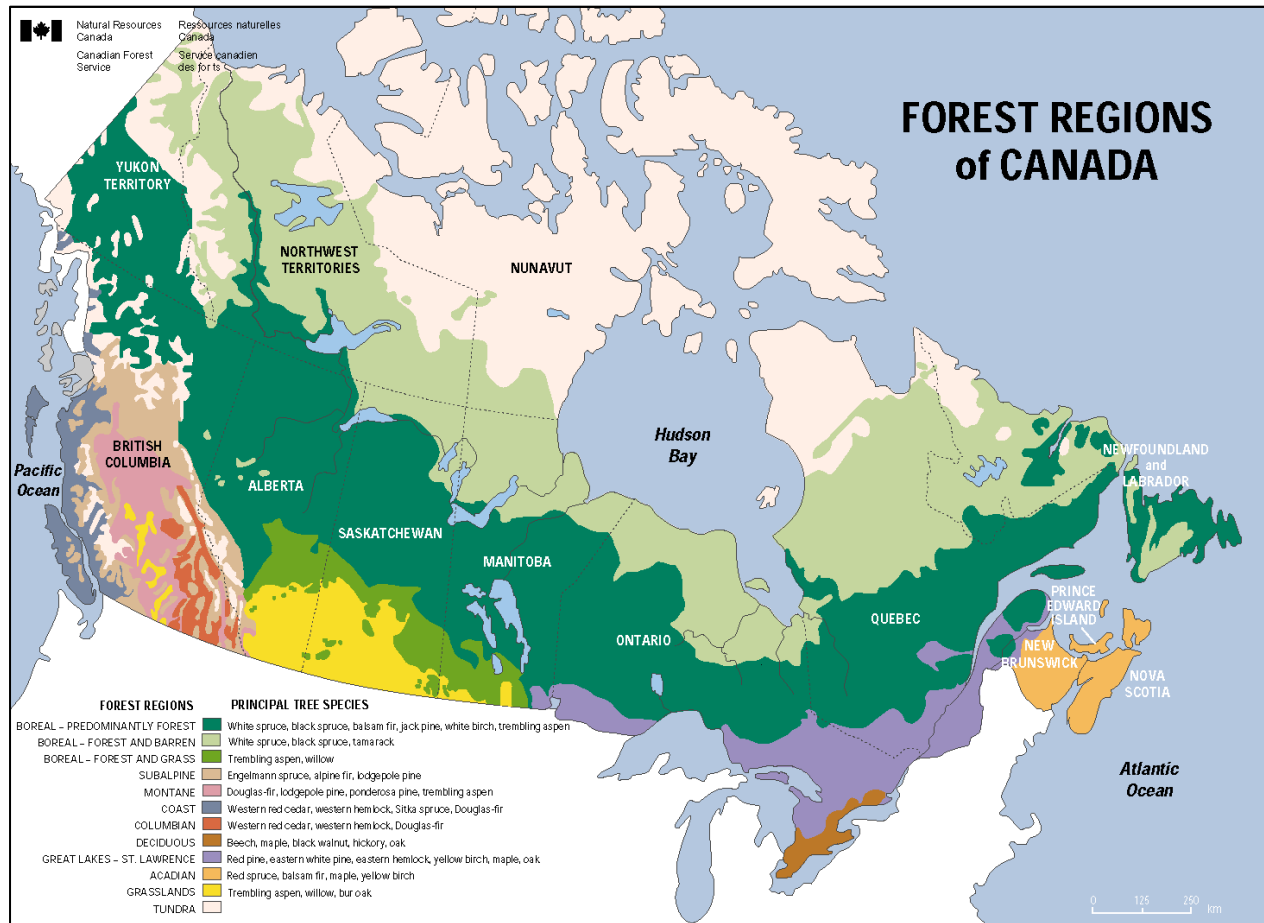 Natural Resources
Canada
Ressources naturelles
Canada
Canadian Forest
Service
Service canadien
des for ts
FOREST REGIONS
of CANADA
YUKON
TERRITORY
NORTHWEST
TERRITORIES
NUNAVUT
Hudson
Bay
Pacific
Ocean
BRITISH
COLUMBIA
ALBERTA
SASKATCHEWAN
MANITOBA
ONTARIO
QUEBEC
NEWFOUNDLAND
and
LABRADOR
PRINCE
EDWARD
ISLAND
NEW
BRUNSWICK
NOVA
SCOTIA
Atlantic
Ocean
FOREST REGIONS PRINCIPAL TREE SPECIES
BOREAL – PREDOMINANTLY FOREST White spruce, black spruce, balsam fir, jack pine, white birch, trembling aspen
BOREAL – FOREST AND BARREN White spruce, black spruce, tamarack
BOREAL – FOREST AND GRASS Trembling aspen, willow
SUBALPINE Engelmann spruce, alpine fir, lodgepole pine
MONTANE Douglas-fir, lodgepole pine, ponderosa pine, trembling aspen
COAST Western red cedar, western hemlock, Sitka spruce, Douglas-fir
COLUMBIAN Western red cedar, western hemlock, Douglas-fir
DECIDUOUS Beech, maple, black walnut, hickory, oak
GREAT LAKES – ST. LAWRENCE Red pine, eastern white pine, eastern hemlock, yellow birch, maple, oak
ACADIAN Red spruce, balsam fir, maple, yellow birch
GRASSLANDS Trembling aspen, willow, bur oak
TUNDRA
0 125 250
km